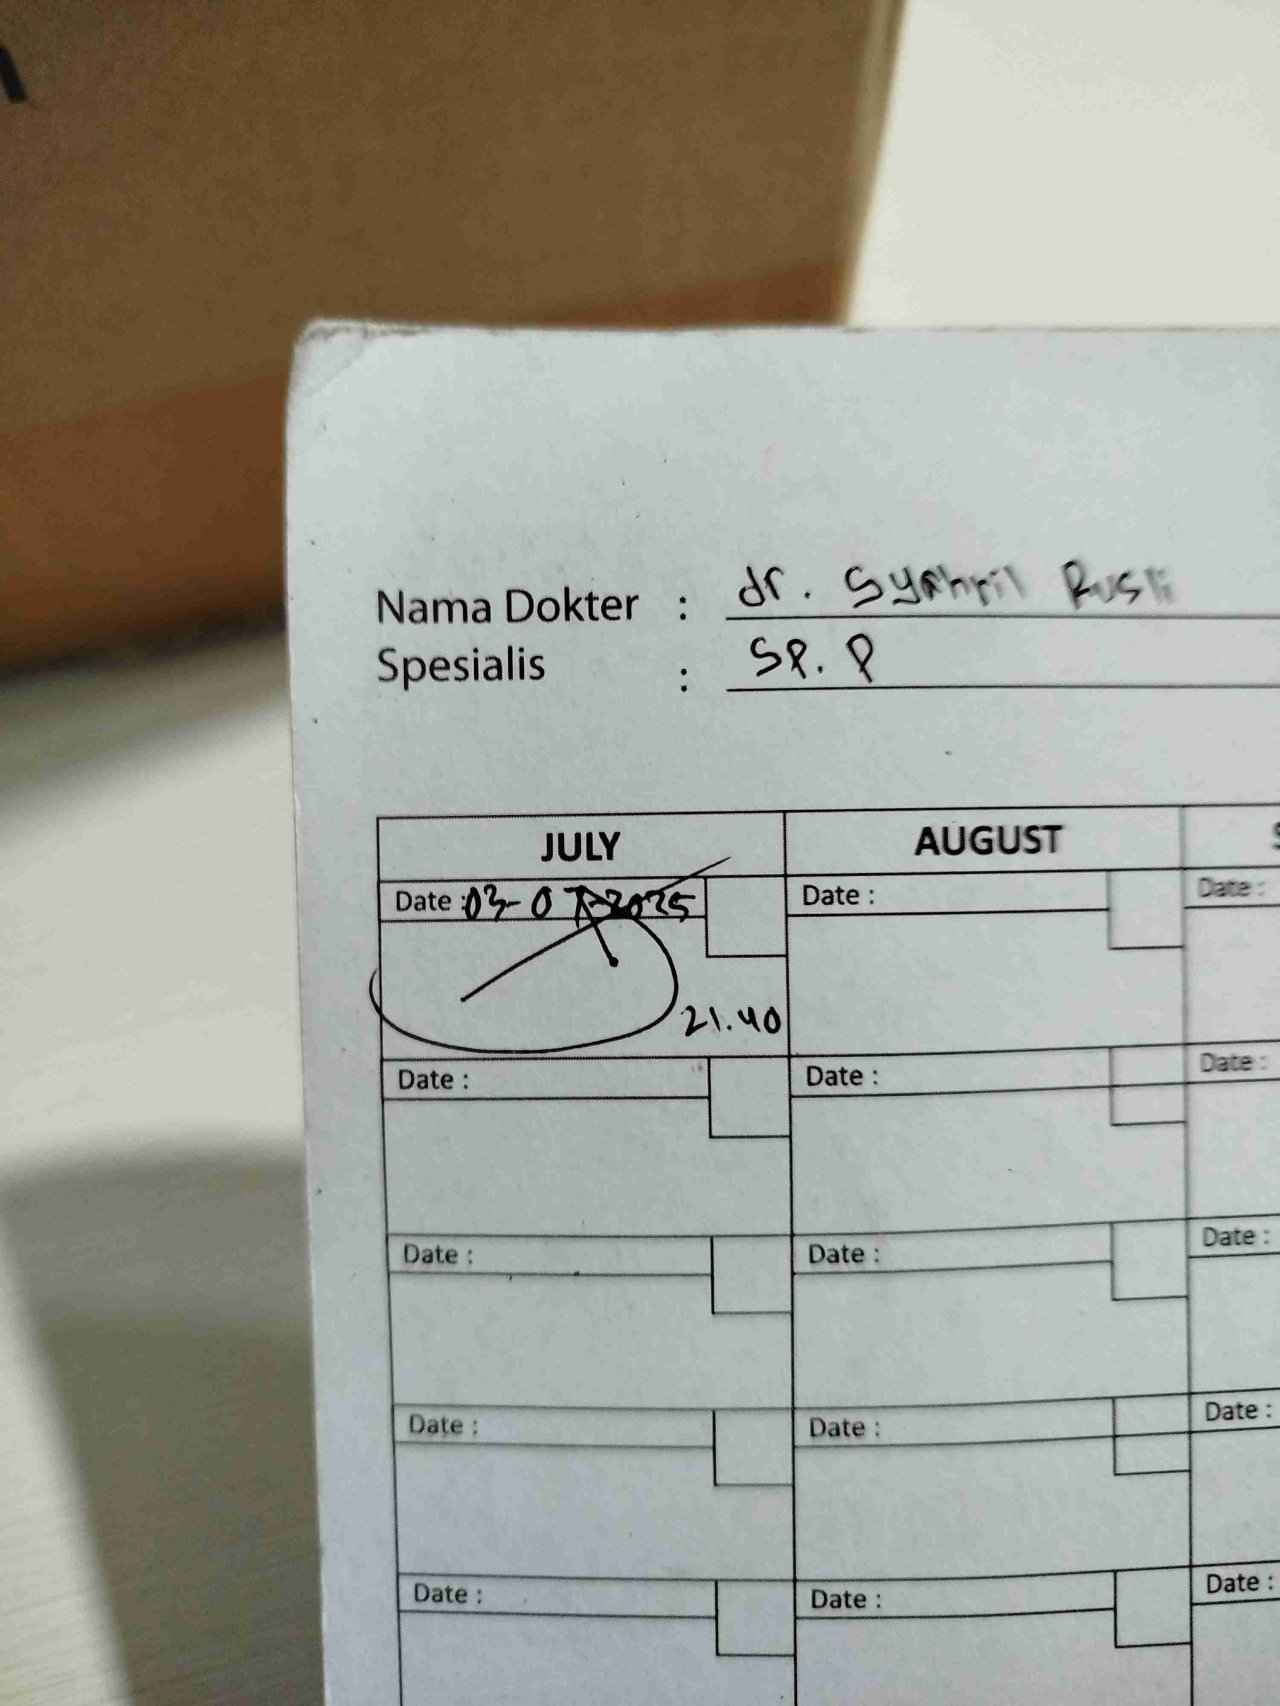 Nama Dokter : dr. Syahril Rusli
Spesialis : SP. P
JULY AUGUST
Date : 03-07-2025 Date : Date :
21.40
Date : Date : Date :
Date : Date : Date :
Date : Date : Date :
Date : Date : Date :